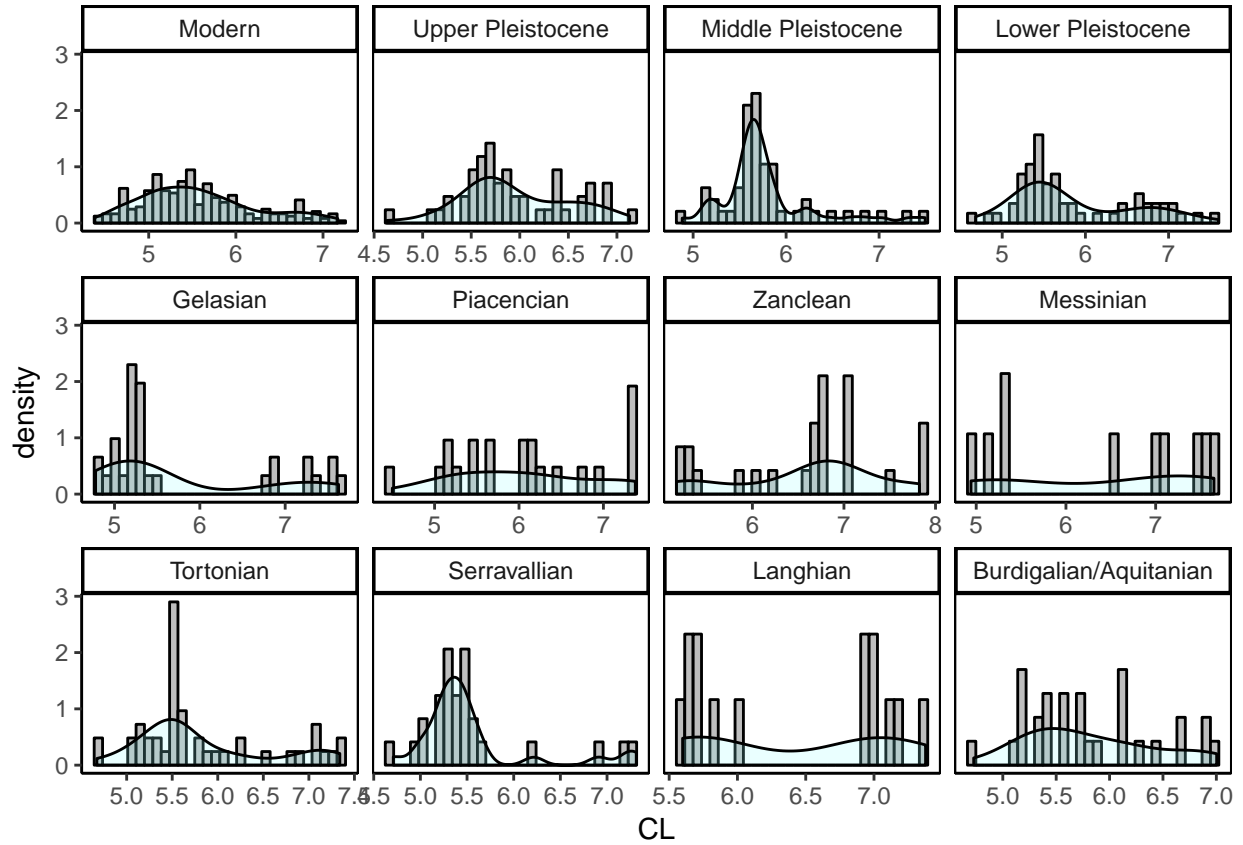 Modern Upper Pleistocene Middle Pleistocene Lower Pleistocene
3
2
1
0
5 6 7 4.5 5.0 5.5 6.0 6.5 7.0 5 6 7 5 6 7
Gelasian Piacencian Zanclean Messinian
3
2
1
0
density
5 6 7 5 6 7 6 7 8 5 6 7
Tortonian Serravallian Langhian Burdigalian/Aquitanian
3
2
1
0
5.0 5.5 6.0 6.5 7.0 5.0 5.5 6.0 6.5 7.0 5.5 6.0 6.5 7.0 5.0 5.5 6.0 6.5 7.0
CL